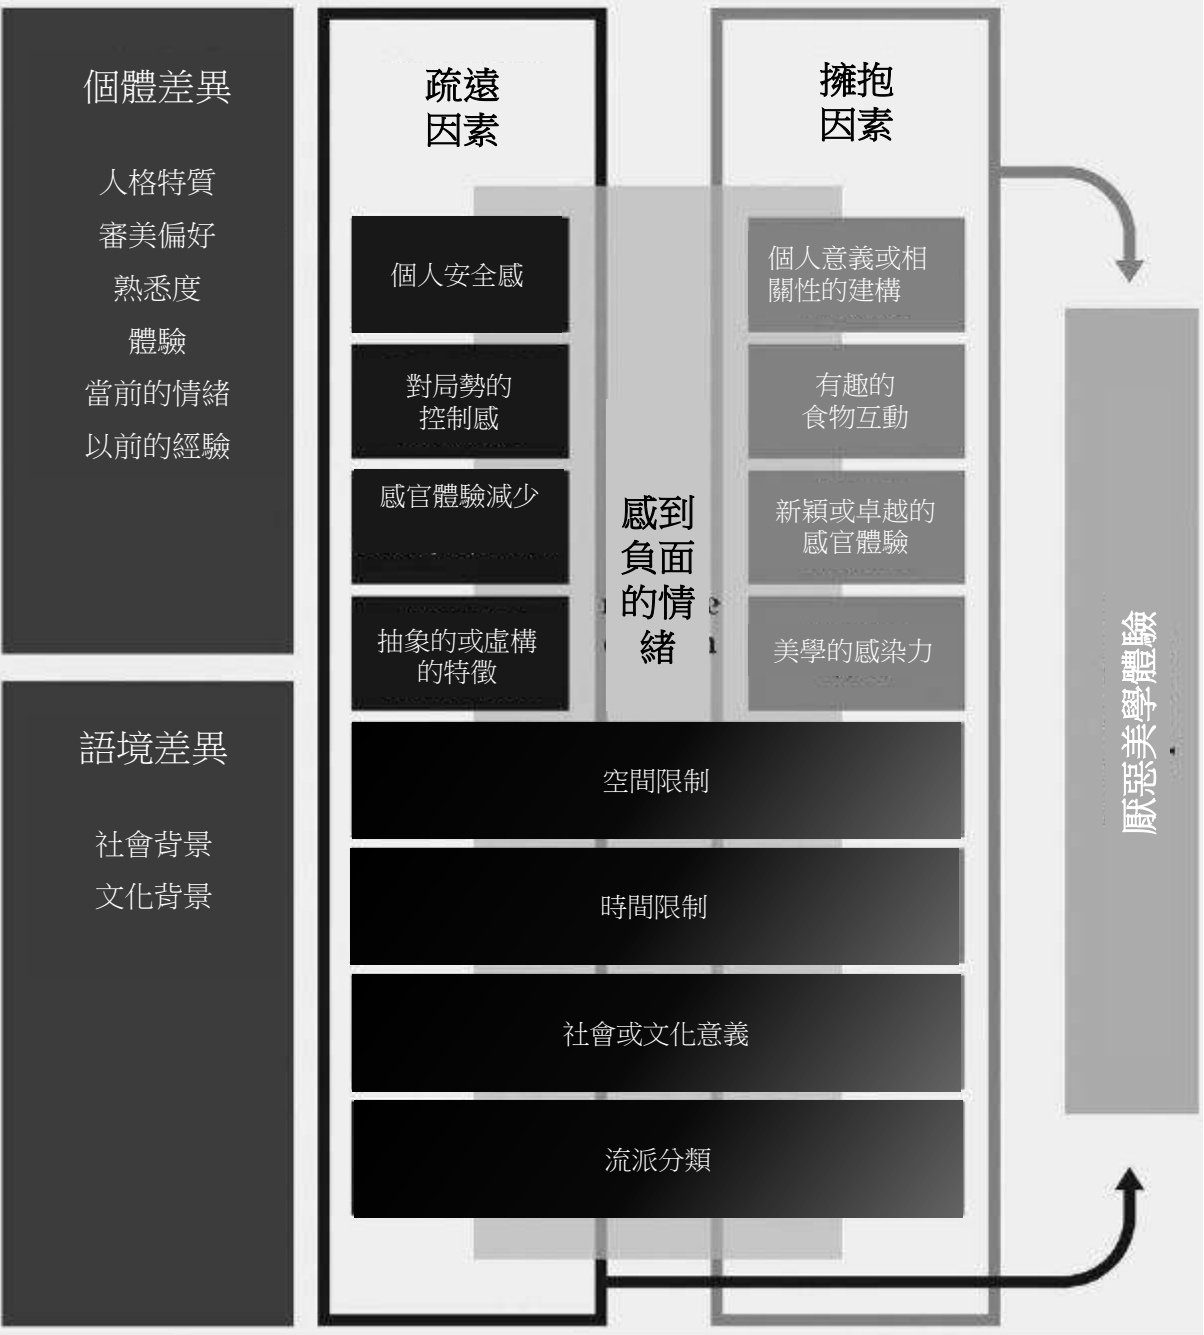 個體差異
人格特質
審美偏好
熟悉度
體驗
當前的情緒
以前的經驗
語境差異
社會背景
文化背景
疏遠
因素
個人安全感
對局勢的
控制感
感官體驗減少
抽象的或虛構
的特徵
擁抱
因素
個人意義或相
關性的建構
有趣的
食物互動
新穎或卓越的
感官體驗
美學的感染力
感到
負面
的情
緒
空間限制
時間限制
社會或文化意義
流派分類
厭惡美學體驗